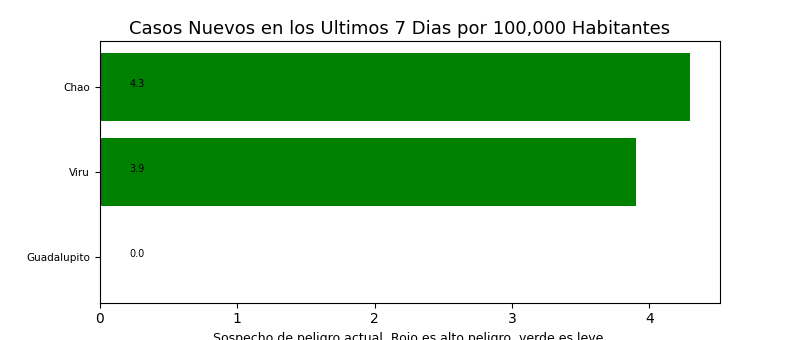 Casos Nuevos en los Ultimos 7 Dias por 100,000 Habitantes
Chao
4.3
Viru
3.9
Guadalupito
0.0
0 1 2 3 4
Sospecho de peligro actual. Rojo es alto peligro, verde es leve